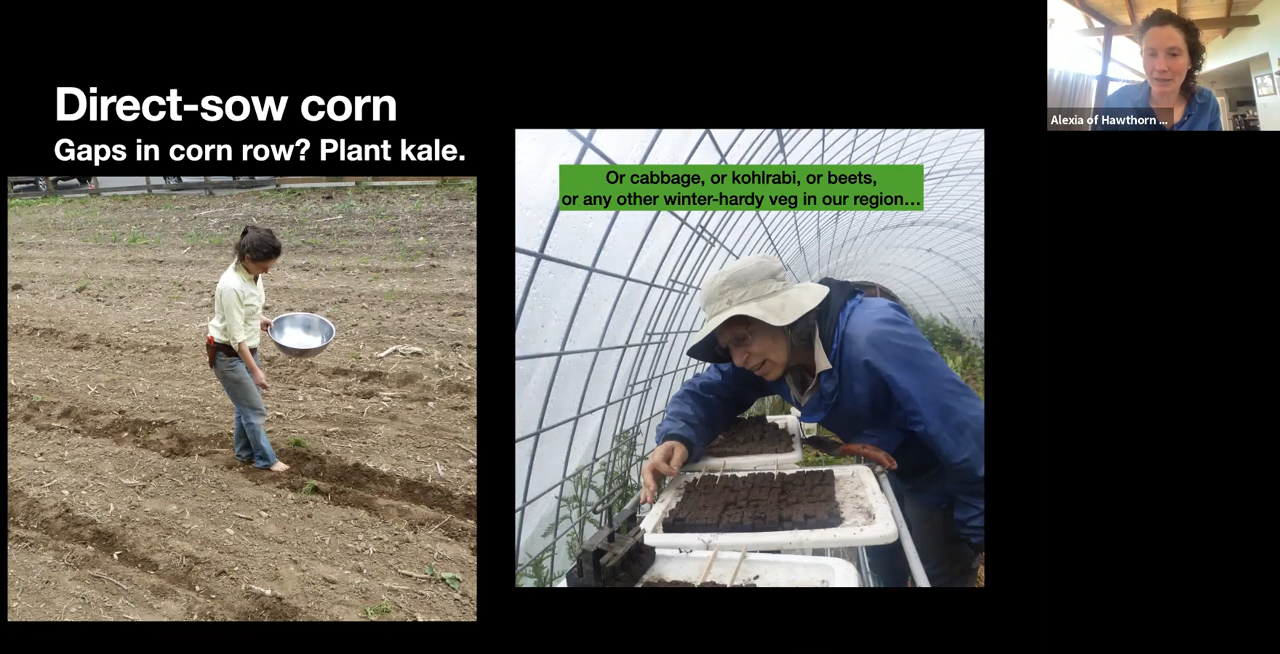 Direct-sow corn
Gaps in corn row? Plant kale.
Or cabbage, or kohlrabi, or beets,
or any other winter-hardy veg in our region…
Alexia of Hawthorn ...